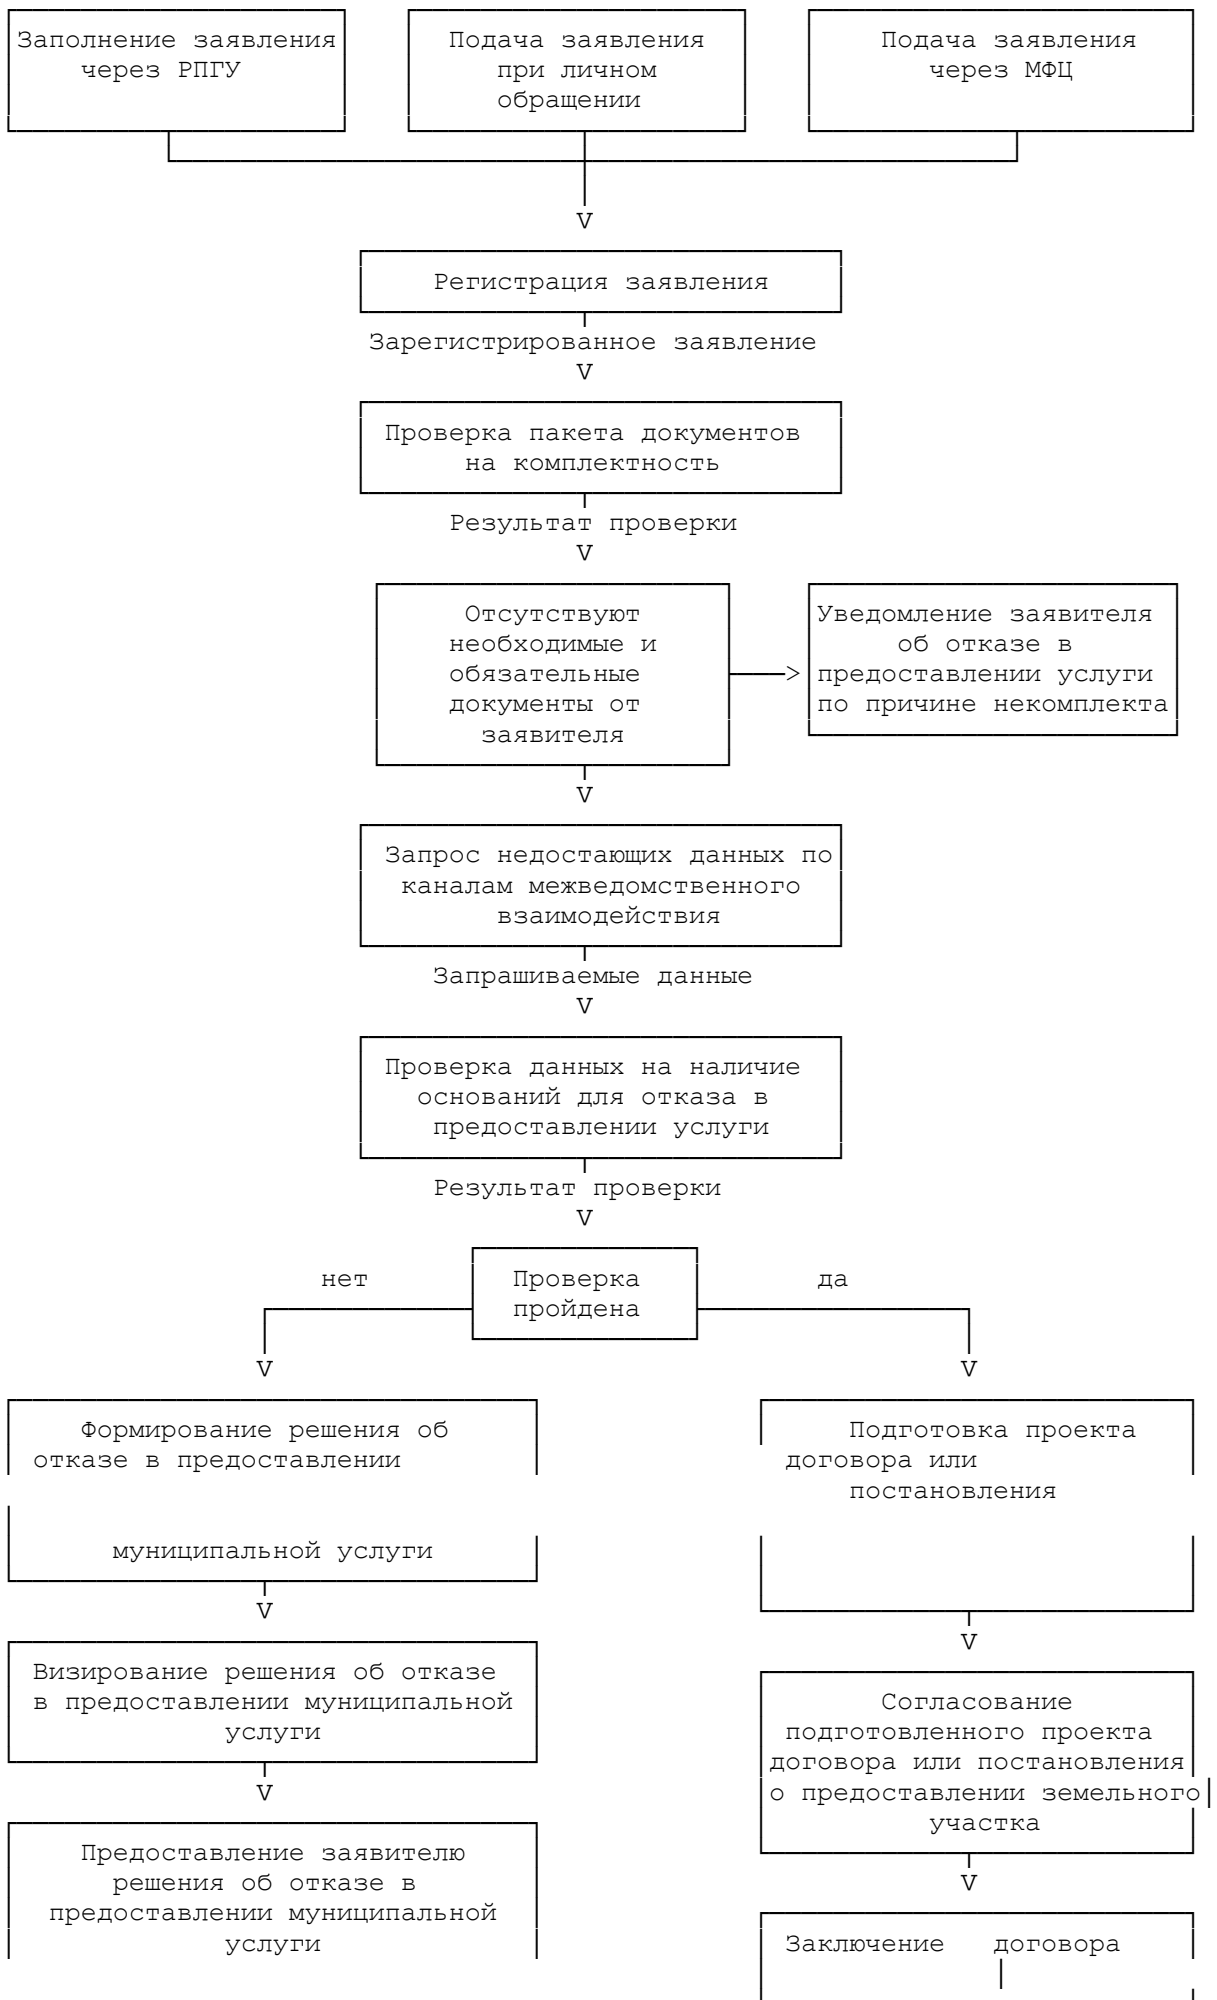 Заполнение заявления
через РПГУ
Подача заявления
при личном
обращении
Подача заявления
через МФЦ
V
Регистрация заявления
Зарегистрированное заявление
V
Проверка пакета документов
на комплектность
Результат проверки
V
Отсутствуют
необходимые и
обязательные
документы от
заявителя
>
Уведомление заявителя
об отказе в
предоставлении услуги
по причине некомплекта
V
Запрос недостающих данных по
каналам межведомственного
взаимодействия
Запрашиваемые данные
V
Проверка данных на наличие
оснований для отказа в
предоставлении услуги
Результат проверки
V
Проверка
пройдена
нет
да
V
V
Формирование решения об
отказе в предоставлении
муниципальной услуги
V
Визирование решения об отказе
в предоставлении муниципальной
услуги
V
Предоставление заявителю
решения об отказе в
предоставлении муниципальной
услуги
Подготовка проекта
договора или
постановления
V
Согласование
подготовленного проекта
договора или постановления
о предоставлении земельного
участка
V
Заключение договора